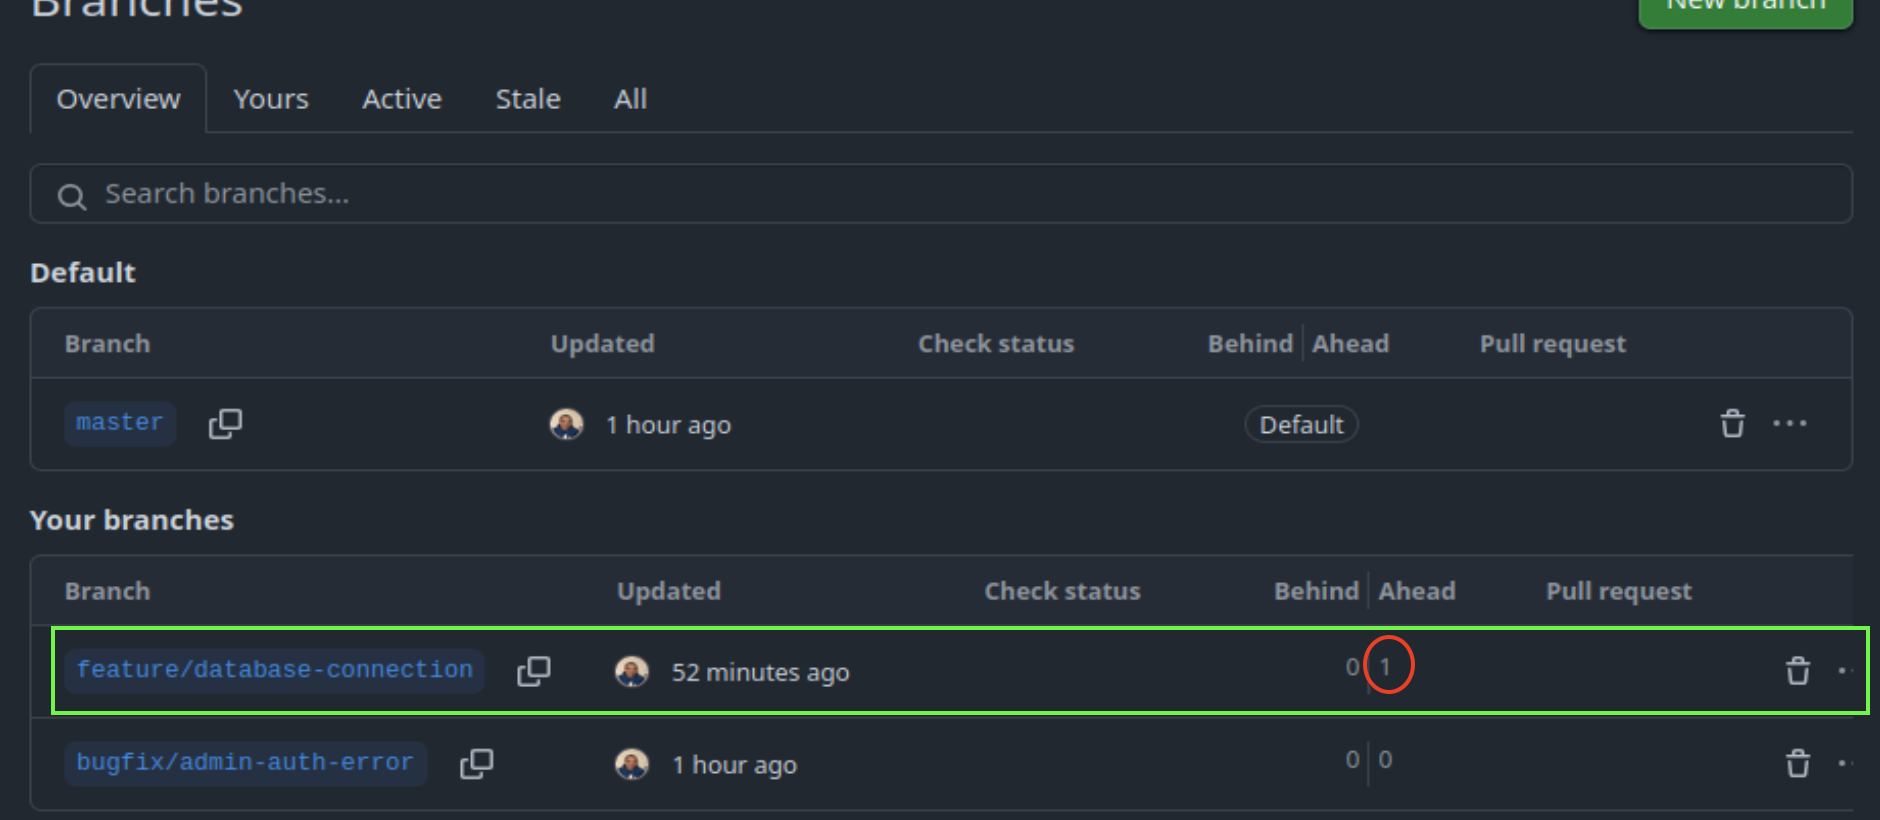 Branches
New branch
Overview Yours Active Stale All
Search branches...
Default
Branch Updated Check status Behind Ahead Pull request
master 1 hour ago Default
Your branches
Branch Updated Check status Behind Ahead Pull request
feature/database-connection 52 minutes ago 0 1
bugfix/admin-auth-error 1 hour ago 0 0